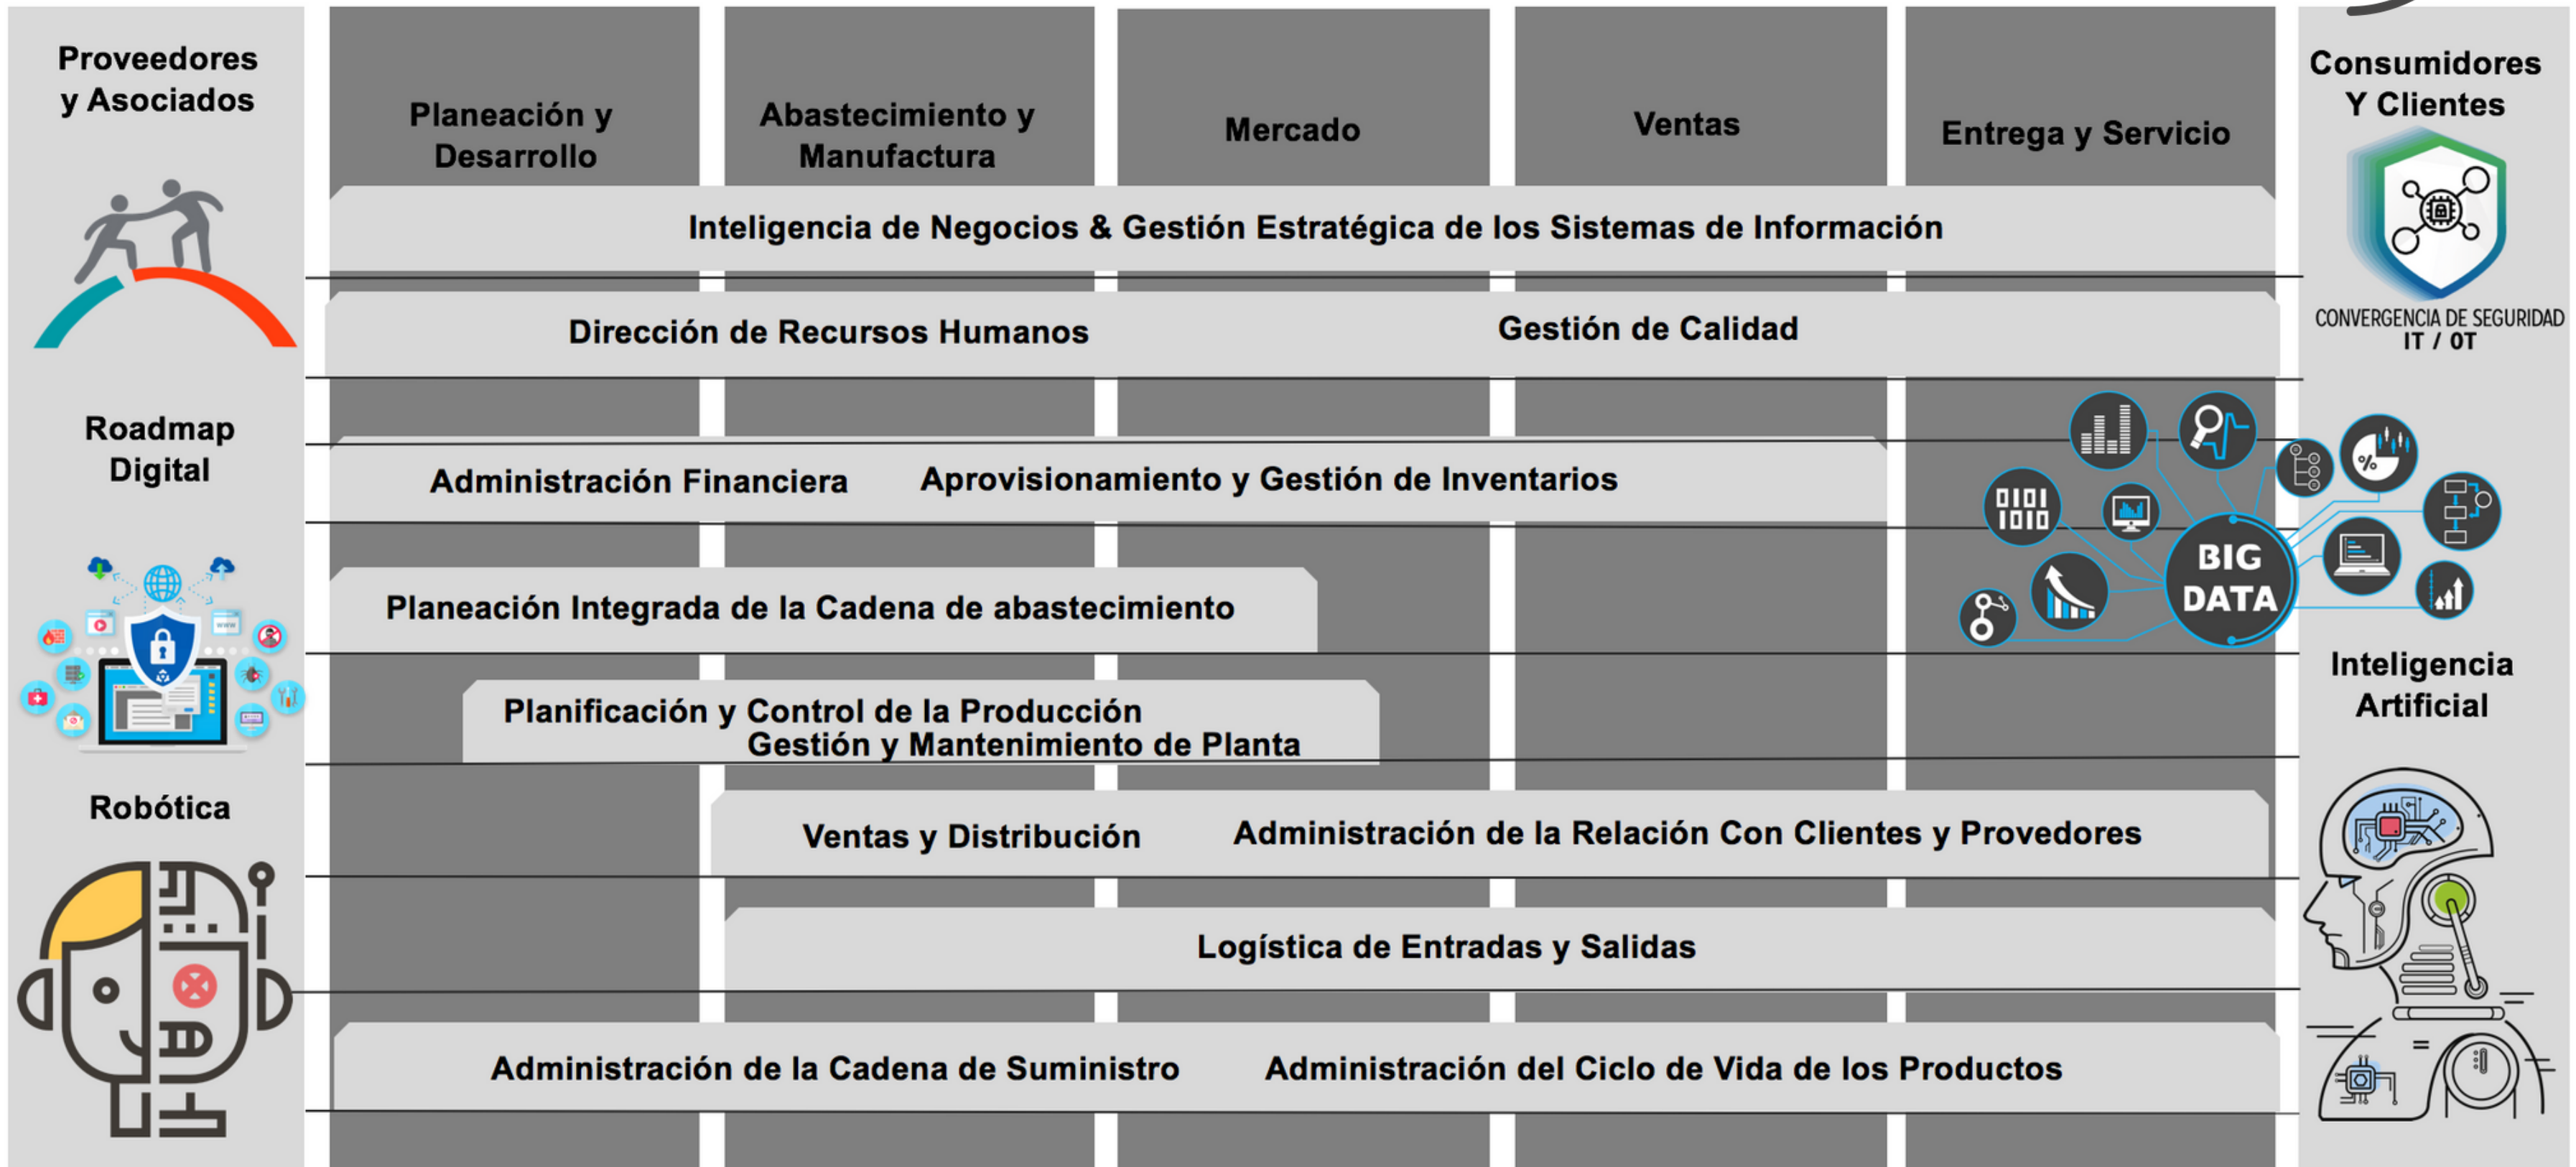 Proveedores
y Asociados
Planeación y
Desarrollo
Abastecimiento y
Manufactura
Mercado
Ventas
Entrega y Servicio
Consumidores
Y Clientes
Inteligencia de Negocios & Gestión Estratégica de los Sistemas de Información
CONVERGENCIA DE SEGURIDAD
IT / OT
Dirección de Recursos Humanos
Gestión de Calidad
Roadmap
Digital
Administración Financiera
Aprovisionamiento y Gestión de Inventarios
%
0101
1010
BIG
DATA
Planeación Integrada de la Cadena de abastecimiento
www
Inteligencia
Artificial
Planificación y Control de la Producción
Gestión y Mantenimiento de Planta
Robótica
Ventas y Distribución
Administración de la Relación Con Clientes y Provedores
Logística de Entradas y Salidas
Administración de la Cadena de Suministro
Administración del Ciclo de Vida de los Productos